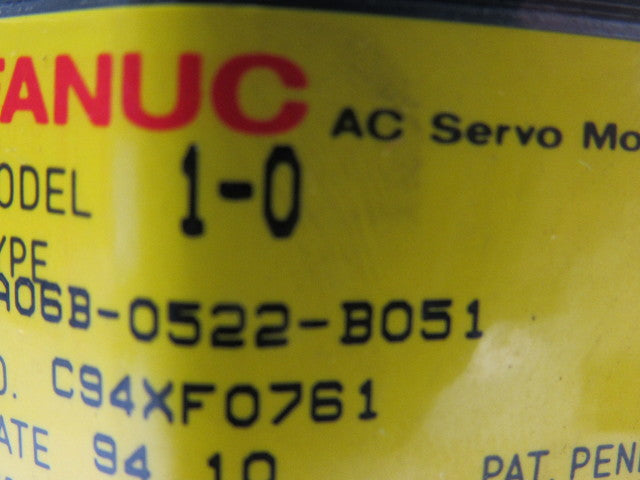 FANUC AC Servo Mo
ODEL 1-0
YPE
A06B-0522-B051
O. C94XF0761
ATE 94 10
PAT. PEN